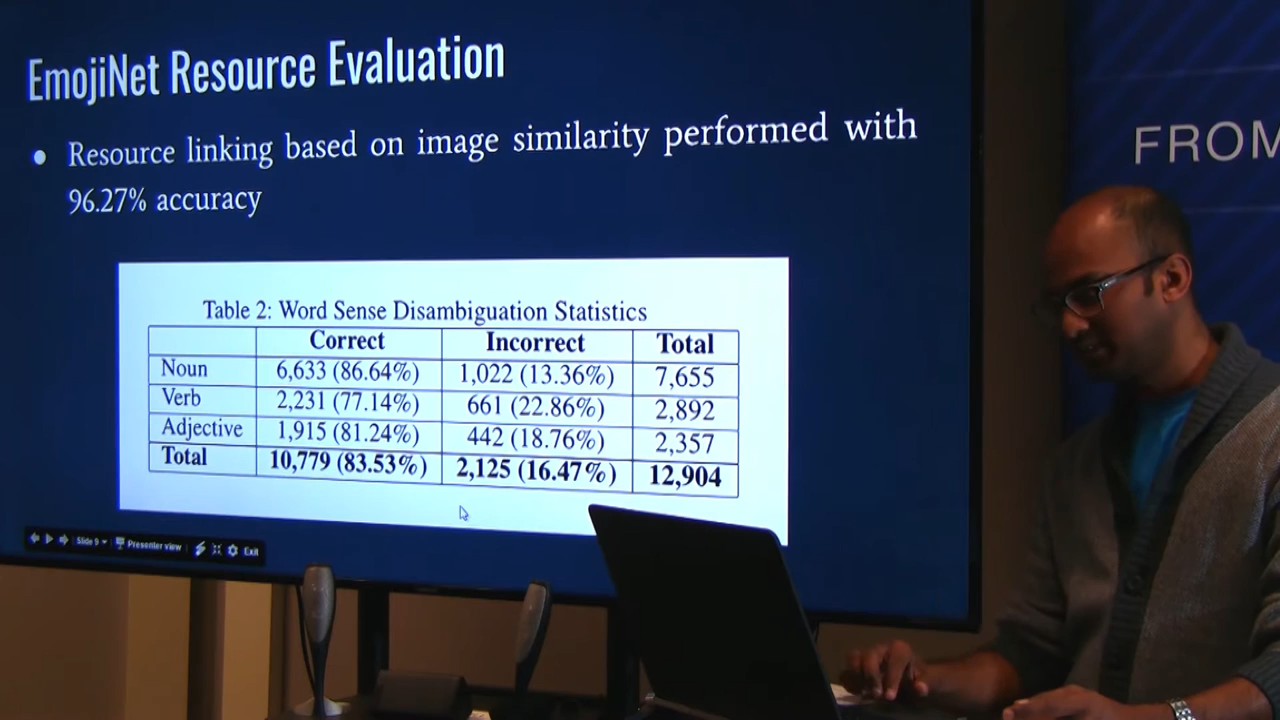 EmojiNet Resource Evaluation
● Resource linking based on image similarity performed with
96.27% accuracy
Table 2: Word Sense Disambiguation Statistics
Correct Incorrect Total
Noun 6,633 (86.64%) 1,022 (13.36%) 7,655
Verb 2,231 (77.14%) 661 (22.86%) 2,892
Adjective 1,915 (81.24%) 442 (18.76%) 2,357
Total 10,779 (83.53%) 2,125 (16.47%) 12,904
Slide 9 Presenter view Exit
FROM